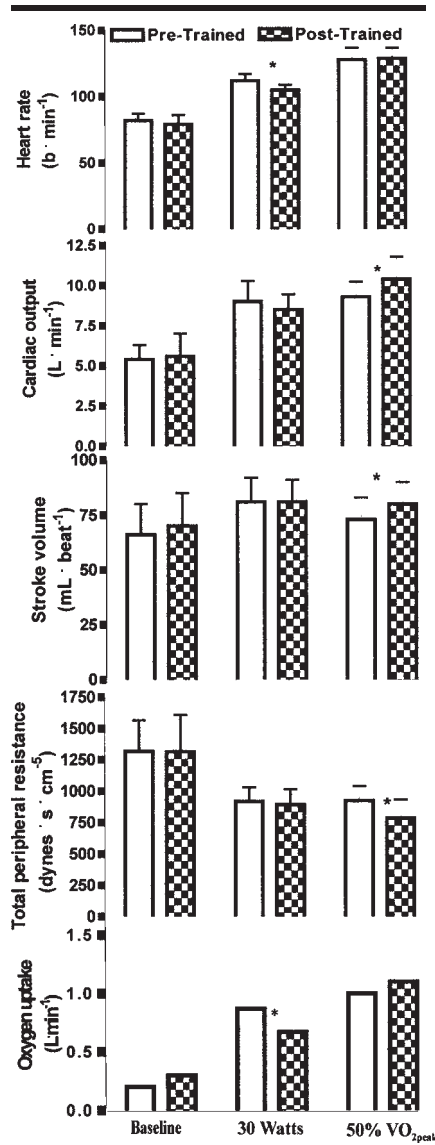 Pre-Trained Post-Trained
Heart rate
(b · min-1)
150
100
50
0
*
Cardiac output
(L · min-1)
12.5
10.0
7.5
5.0
2.5
0.0
*
Stroke volume
(mL · beat-1)
100
75
50
25
0
*
Total peripheral resistance
(dynes · s · cm-5)
1750
1500
1250
1000
750
500
250
0
*
Oxygen uptake
(L·min-1)
1.5
1.0
0.5
0.0
*
Baseline 30 Watts 50% VO2peak